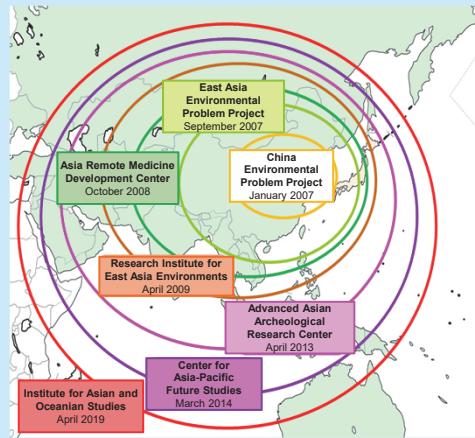 East Asia
Environmental
Problem Project
September 2007
China
Environmental
Problem Project
January 2007
Asia Remote Medicine
Development Center
October 2008
Research Institute for
East Asia Environments
April 2009
Advanced Asian
Archeological
Research Center
April 2013
Center for
Asia-Pacific
Future Studies
March 2014
Institute for Asian and
Oceanian Studies
April 2019